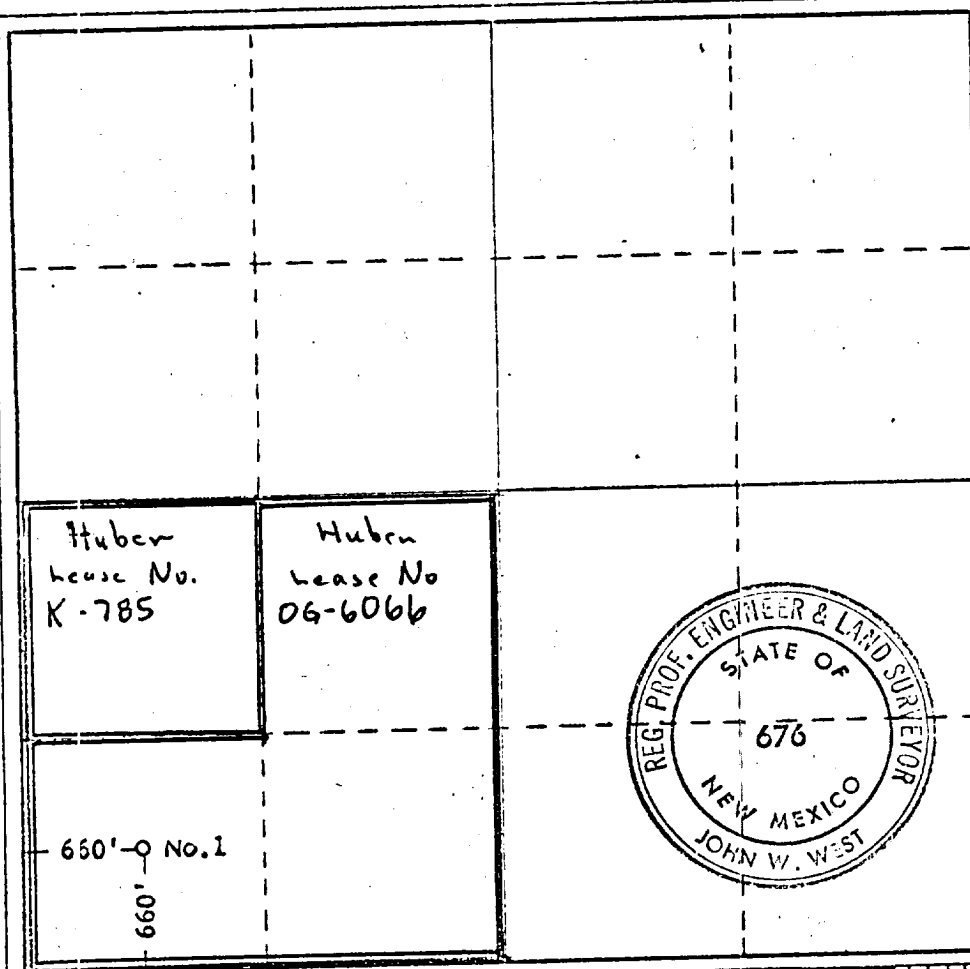 Huber
Lease No.
K-785
Huber
Lease No
OG-6066
REG. PROF. ENGINEER & LAND SURVEYOR
STATE OF
676
NEW MEXICO
JOHN W. WEST
660' No.1
660'